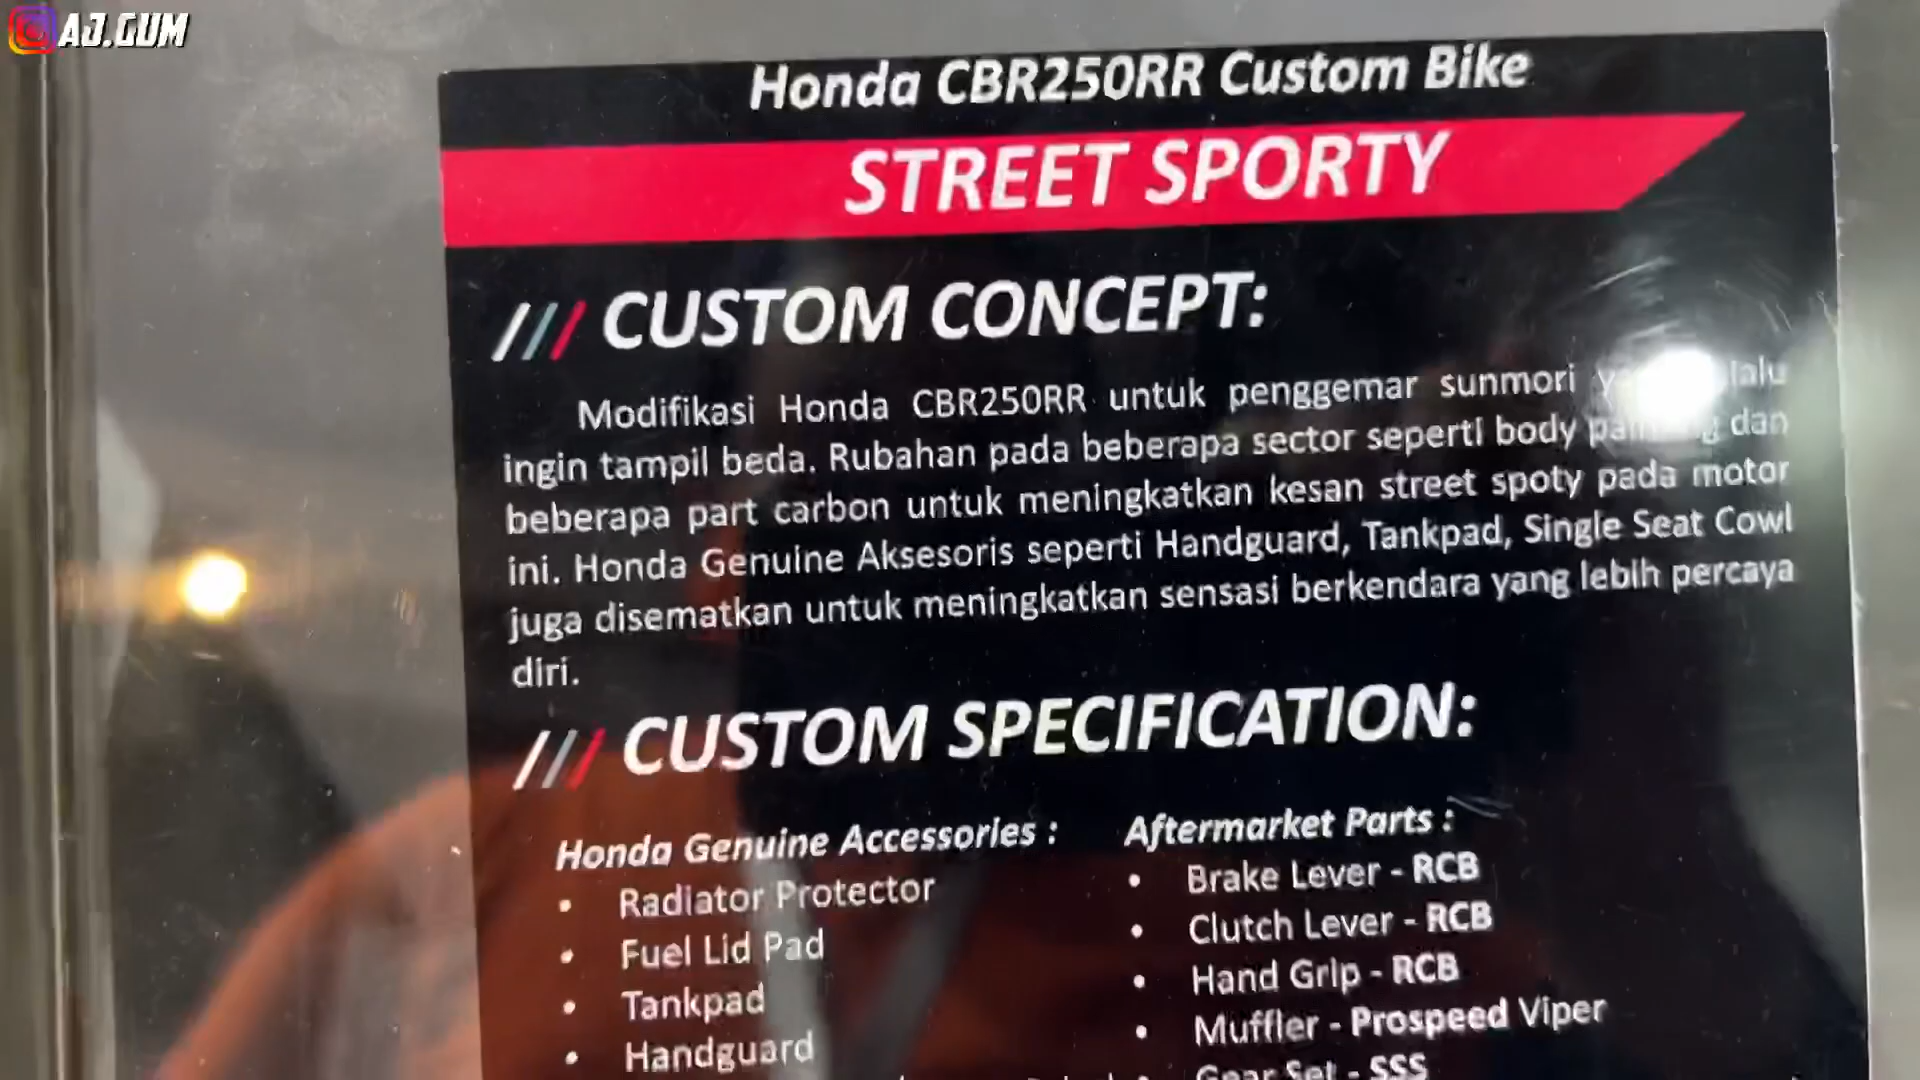 AJ.GUM
Honda CBR250RR Custom Bike
STREET SPORTY
/// CUSTOM CONCEPT:
Modifikasi Honda CBR250RR untuk penggemar sunmori
ingin tampil beda. Rubahan pada beberapa sector seperti body dan
beberapa part carbon untuk meningkatkan kesan street spoty pada motor
ini. Honda Genuine Aksesoris seperti Handguard, Tankpad, Single Seat Cowl
juga disematkan untuk meningkatkan sensasi berkendara yang lebih percaya
diri.
/// CUSTOM SPECIFICATION:
Honda Genuine Accessories :
• Radiator Protector
• Fuel Lid Pad
• Tankpad
• Handguard
Aftermarket Parts :
• Brake Lever - RCB
• Clutch Lever - RCB
• Hand Grip - RCB
• Muffler - Prospeed Viper
• Gear Set - SSS